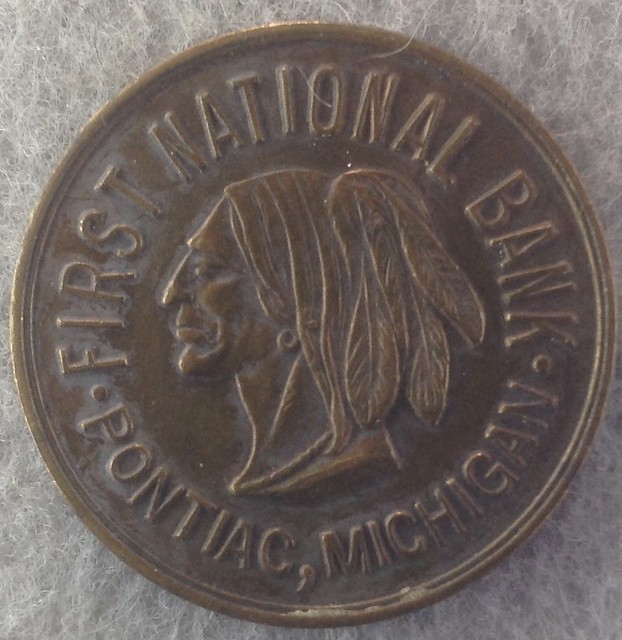 FIRST NATIONAL BANK
PONTIAC, MICHIGAN